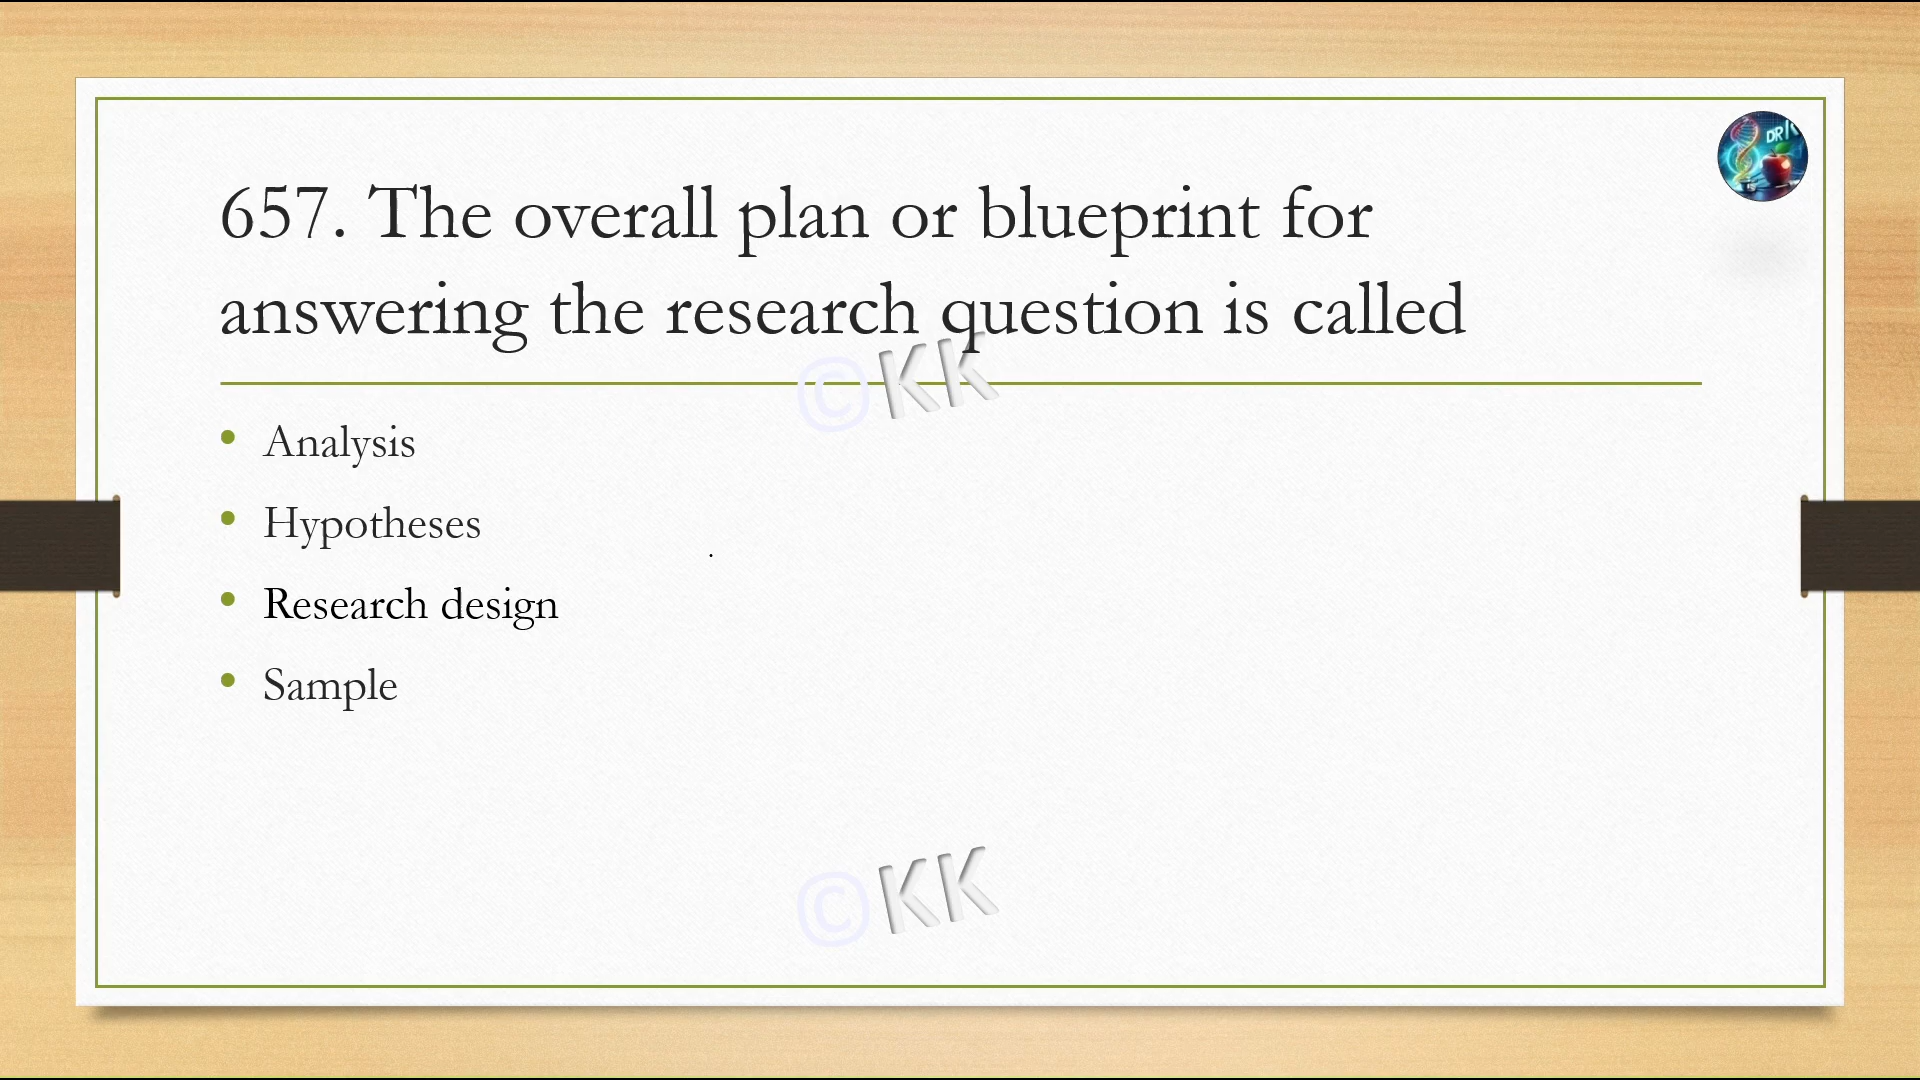 DR K
657. The overall plan or blueprint for
answering the research question is called
©KK
• Analysis
• Hypotheses
• Research design
• Sample
©KK